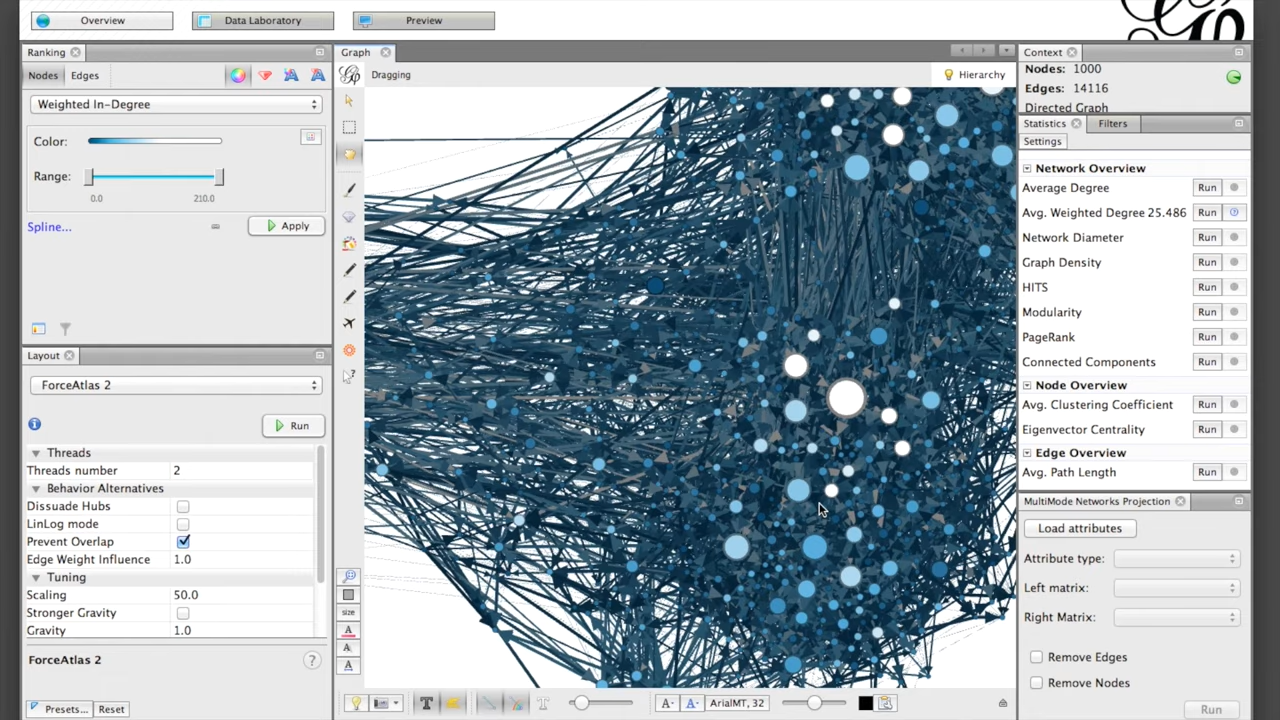 Overview
Data Laboratory
Preview
Ranking
Nodes Edges
Weighted In-Degree
Color:
Range:
0.0 210.0
Spline...
Apply
Layout
ForceAtlas 2
Run
Threads
Threads number 2
Behavior Alternatives
Dissuade Hubs
LinLog mode
Prevent Overlap
Edge Weight Influence 1.0
Tuning
Scaling 50.0
Stronger Gravity
Gravity 1.0
ForceAtlas 2
?
Presets... Reset
Graph
Dragging
Hierarchy
size
A
A
A
T
T
A- A- ArialMT, 32
Context
Nodes: 1000
Edges: 14116
Directed Graph
Statistics Filters
Settings
Network Overview
Average Degree Run
Avg. Weighted Degree 25.486 Run
Network Diameter Run
Graph Density Run
HITS Run
Modularity Run
PageRank Run
Connected Components Run
Node Overview
Avg. Clustering Coefficient Run
Eigenvector Centrality Run
Edge Overview
Avg. Path Length Run
MultiMode Networks Projection
Load attributes
Attribute type:
Left matrix:
Right Matrix:
Remove Edges
Remove Nodes
Run